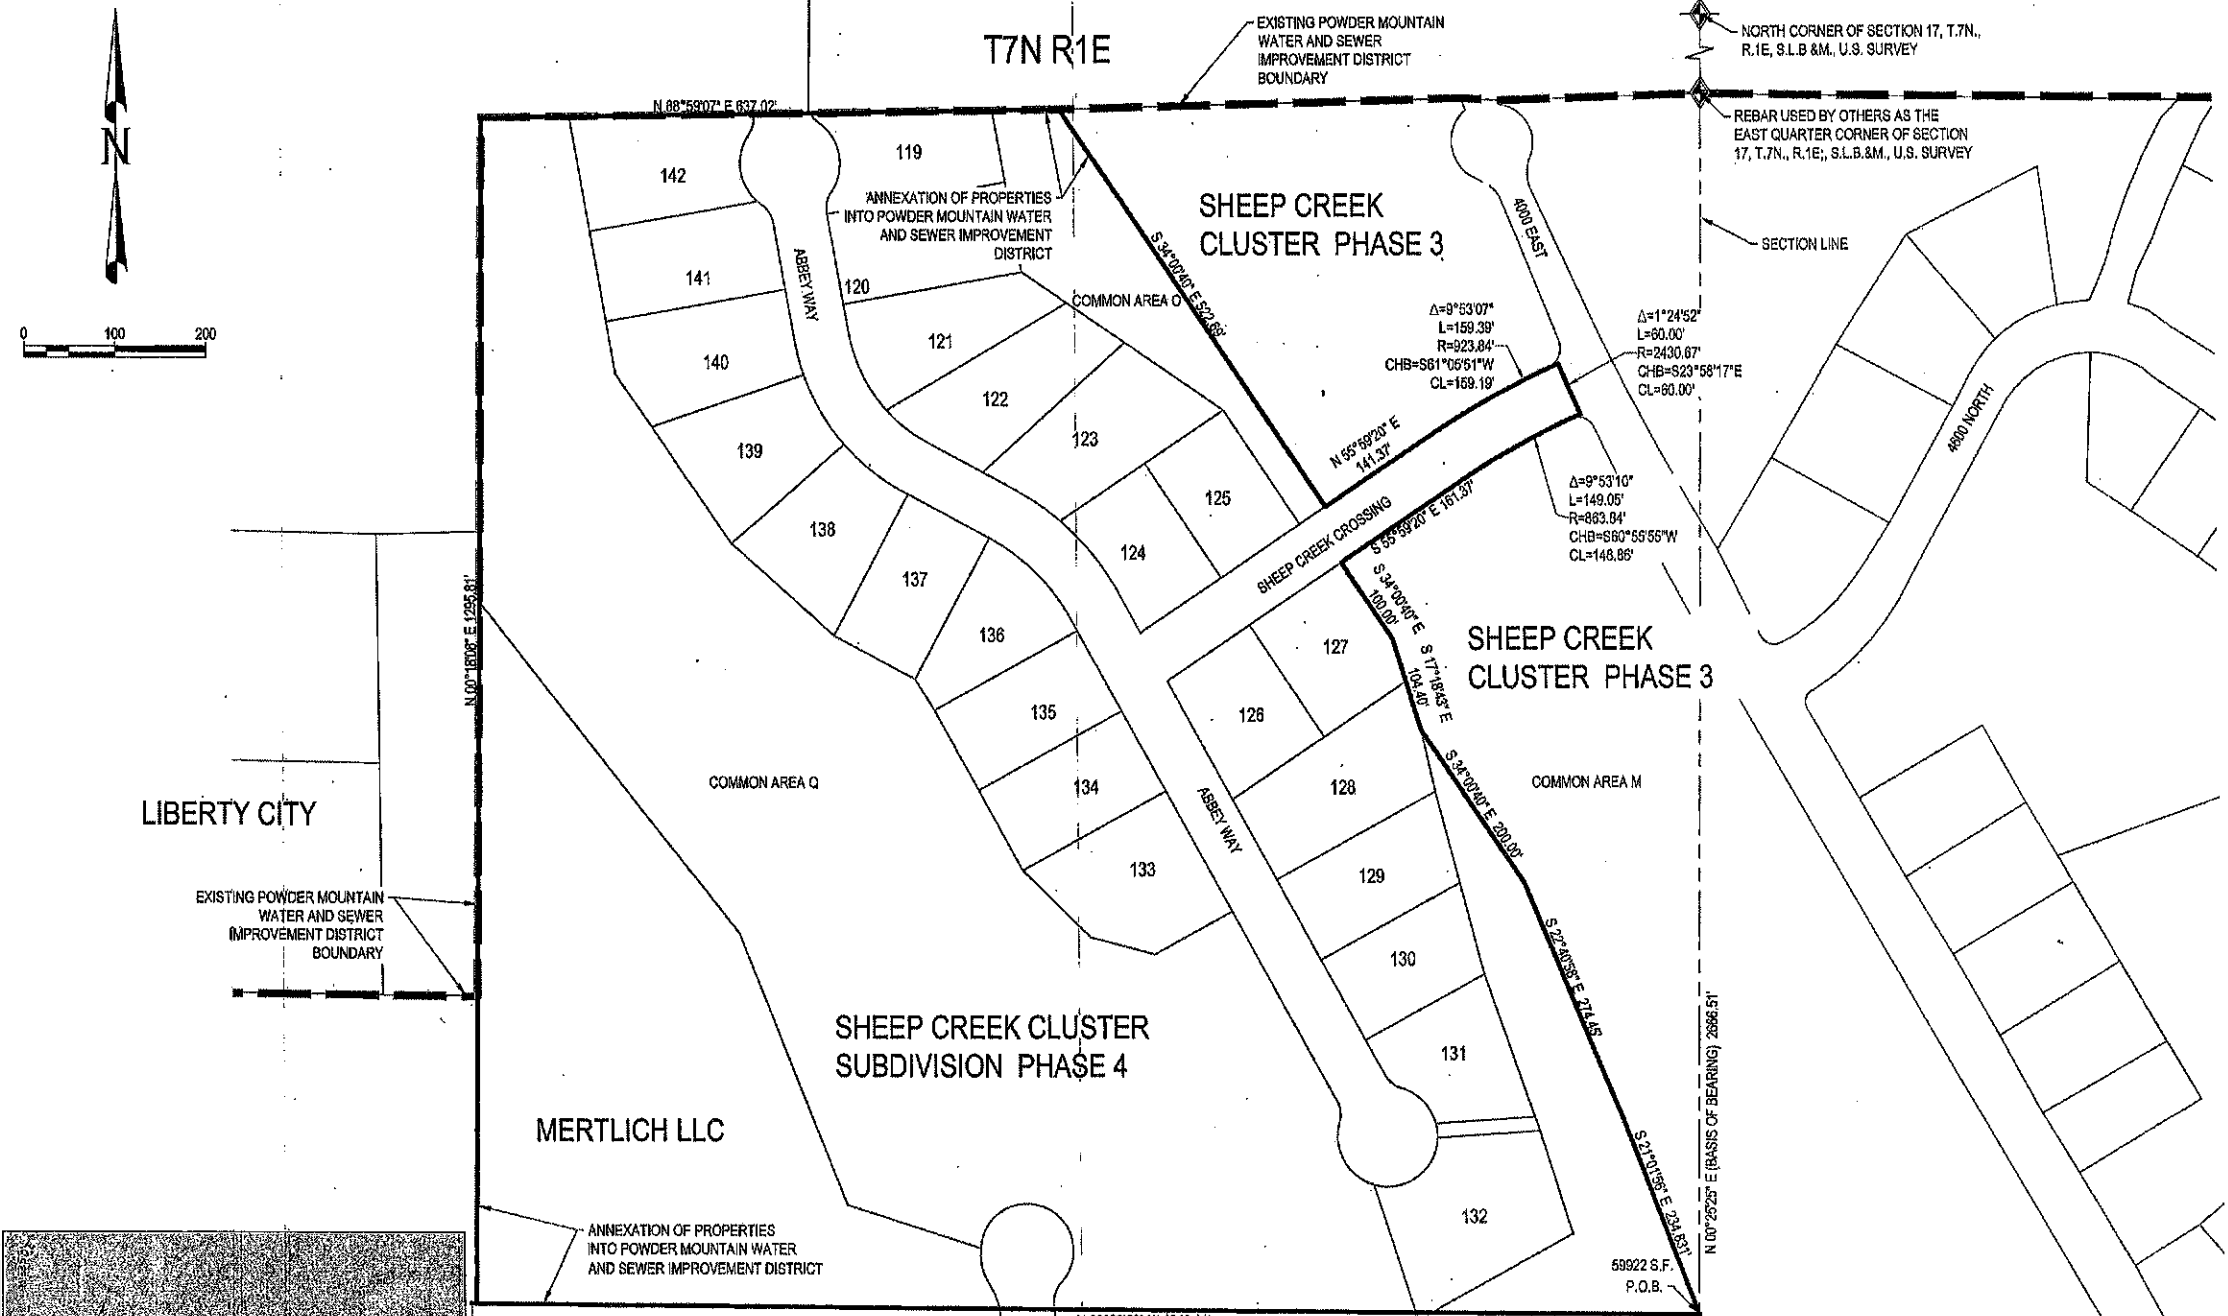 T7N R1E
EXISTING POWDER MOUNTAIN
WATER AND SEWER
IMPROVEMENT DISTRICT
BOUNDARY
NORTH CORNER OF SECTION 17, T.7N.,
R.1E, S.L.B &M., U.S. SURVEY
REBAR USED BY OTHERS AS THE
EAST QUARTER CORNER OF SECTION
17, T.7N., R.1E;, S.L.B.&M., U.S. SURVEY
SECTION LINE
N
0 100 200
N 88°59'07" E 637.02'
142
119
ANNEXATION OF PROPERTIES
INTO POWDER MOUNTAIN WATER
AND SEWER IMPROVEMENT
DISTRICT
SHEEP CREEK
CLUSTER PHASE 3
4000 EAST
S 34°00'40" E 522.69'
141
ABBEY WAY
120
COMMON AREA O
121
140
Δ=9°53'07"
L=159.39'
R=923.84'
CHB=S61°05'51"W
CL=159.19'
Δ=1°24'52"
L=60.00'
R=2430.67'
CHB=S23°58'17"E
CL=60.00'
122
123
139
N 55°59'20" E
141.37'
4600 NORTH
125
138
124
SHEEP CREEK CROSSING
S 55°59'20" E 161.37'
Δ=9°53'10"
L=149.05'
R=863.84'
CHB=S60°55'55"W
CL=148.86'
137
136
S 34°00'40" E
100.00'
N 00°18'06" E 1295.81'
127
S 17°18'43" E
104.40'
SHEEP CREEK
CLUSTER PHASE 3
135
126
COMMON AREA Q
134
128
S 34°00'40" E 200.00'
COMMON AREA M
LIBERTY CITY
ABBEY WAY
133
129
EXISTING POWDER MOUNTAIN
WATER AND SEWER
IMPROVEMENT DISTRICT
BOUNDARY
130
S 22°40'58" E 274.45'
SHEEP CREEK CLUSTER
SUBDIVISION PHASE 4
131
N 00°25'25" E (BASIS OF BEARING) 2666.51'
MERTLICH LLC
S 21°01'56" E 234.631'
132
ANNEXATION OF PROPERTIES
INTO POWDER MOUNTAIN WATER
AND SEWER IMPROVEMENT DISTRICT
59922 S.F.
P.O.B.